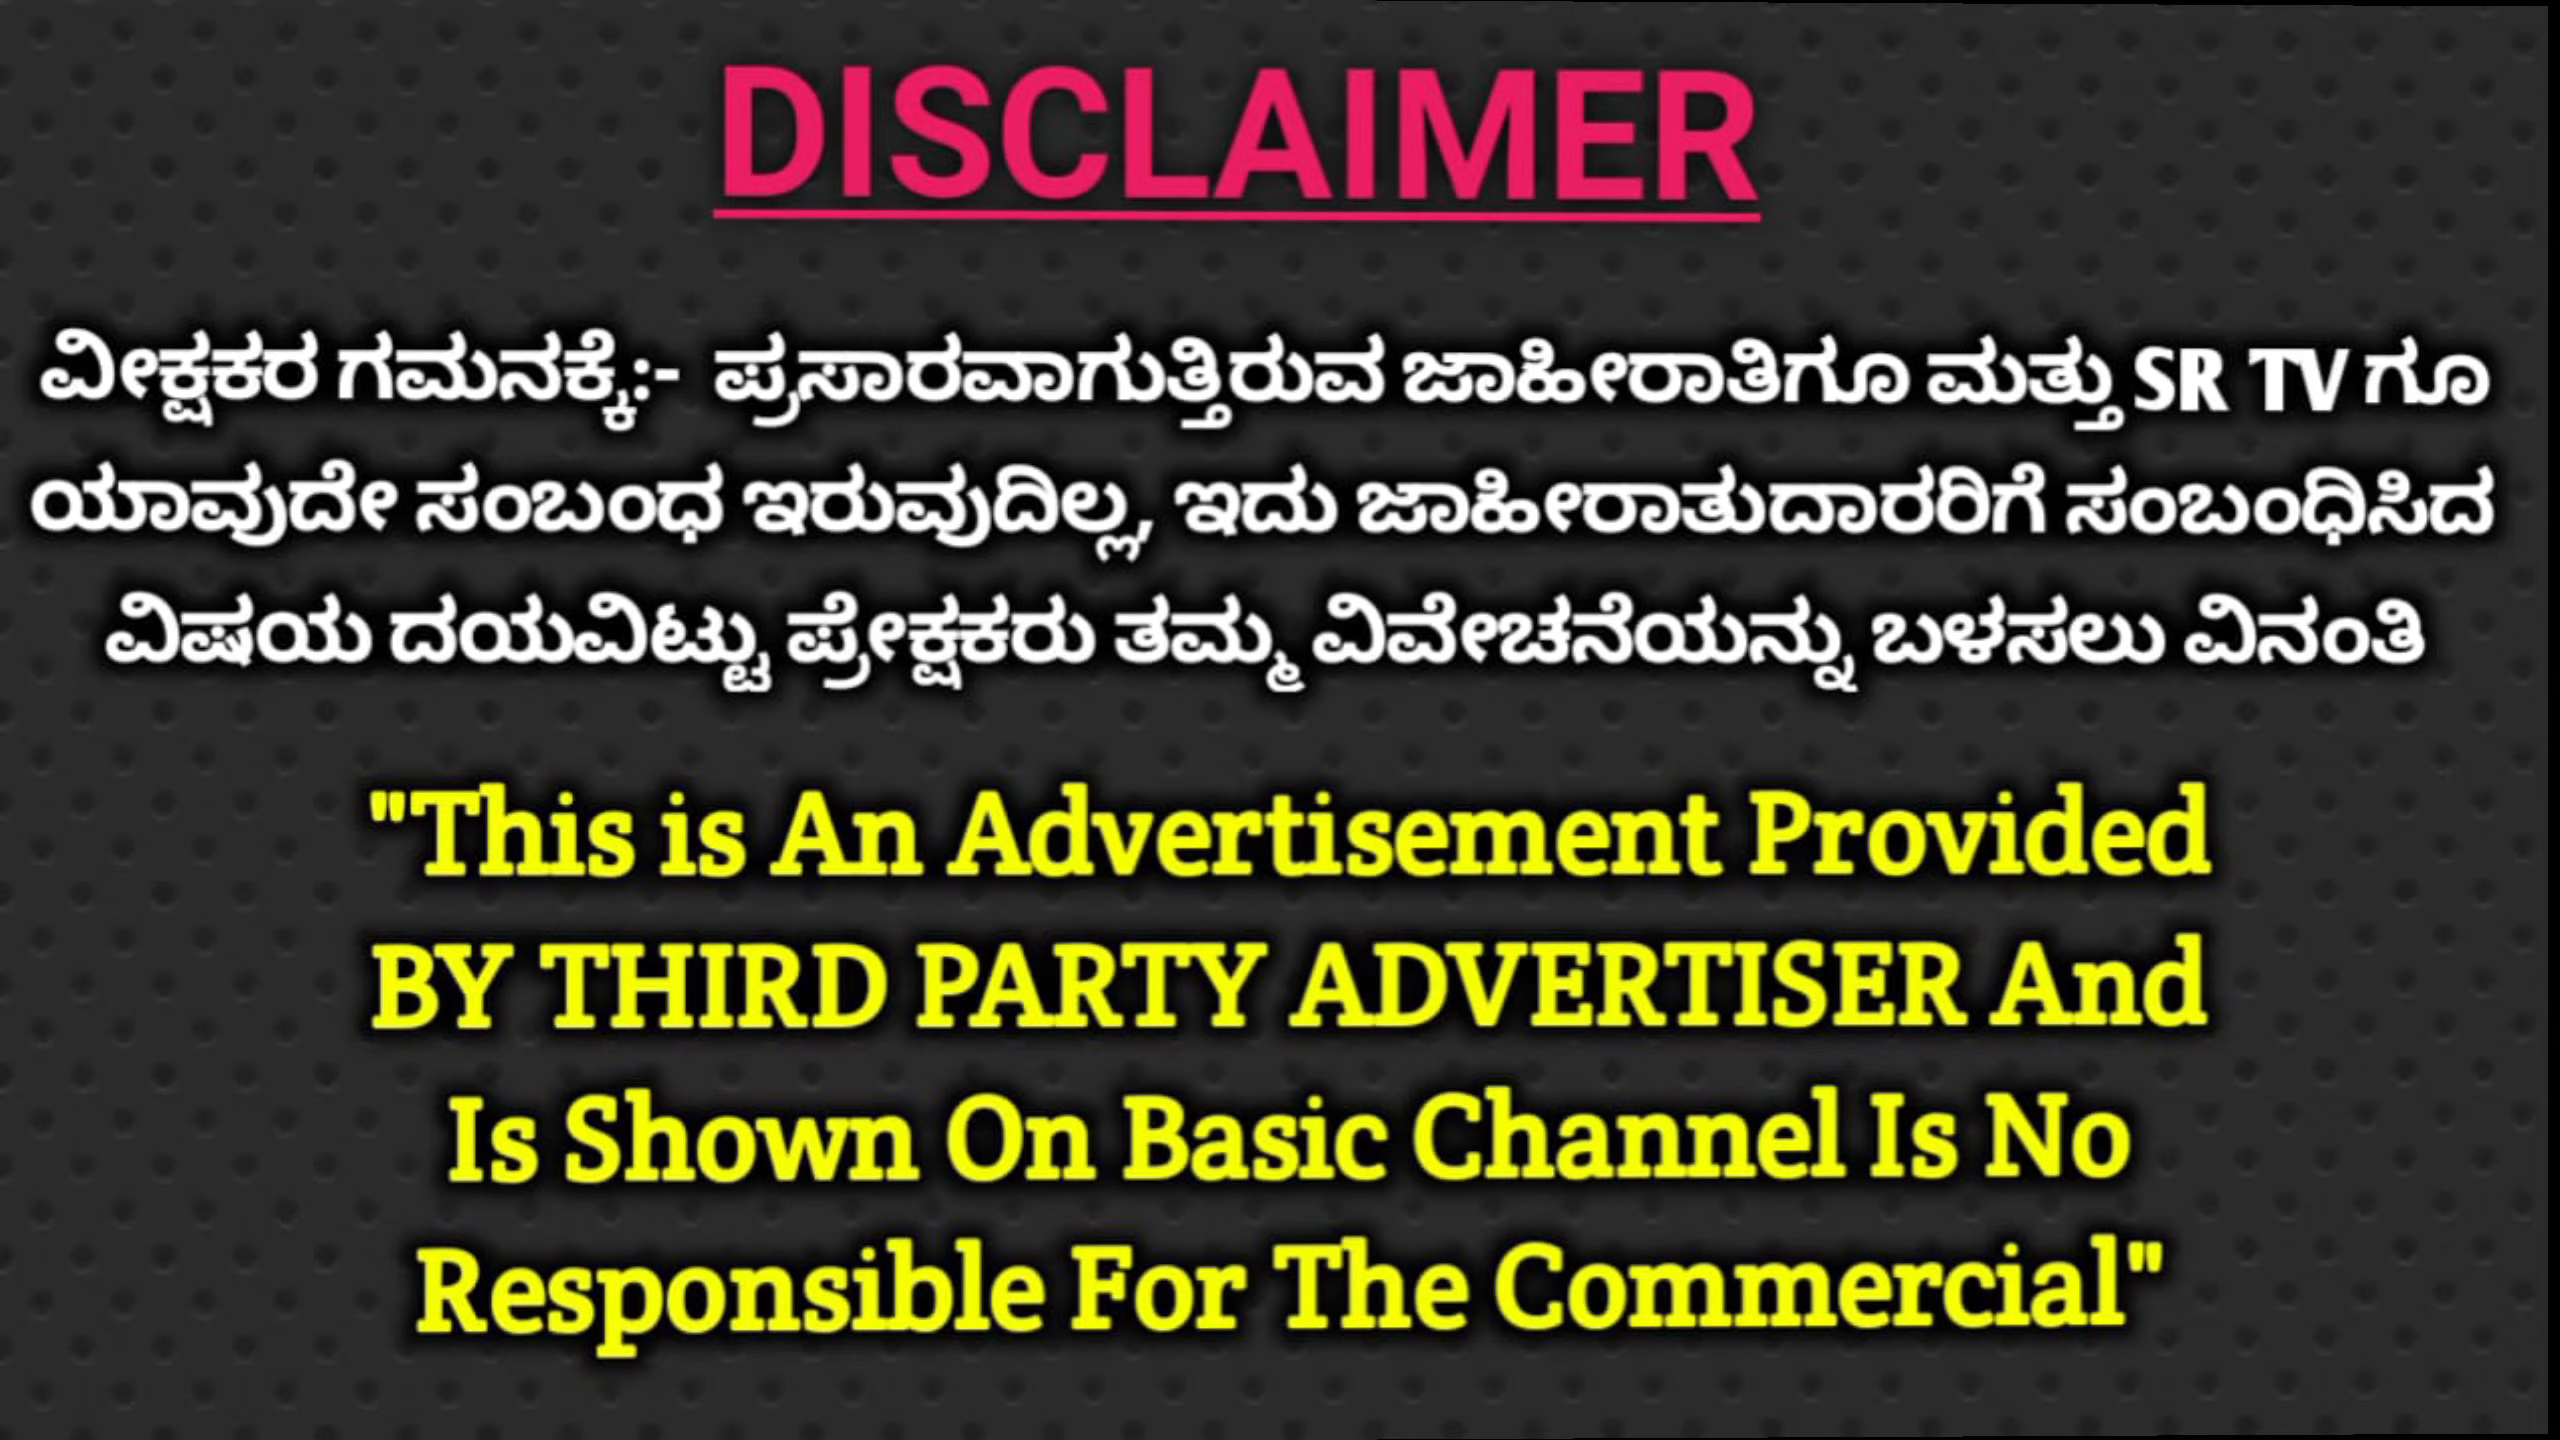 DISCLAIMER
ವೀಕ್ಷಕರ ಗಮನಕ್ಕೆ:- ಪ್ರಸಾರವಾಗುತ್ತಿರುವ ಜಾಹೀರಾತಿಗೂ ಮತ್ತು SR TV ಗೂ
ಯಾವುದೇ ಸಂಬಂಧ ಇರುವುದಿಲ್ಲ, ಇದು ಜಾಹೀರಾತುದಾರರಿಗೆ ಸಂಬಂಧಿಸಿದ
ವಿಷಯ ದಯವಿಟ್ಟು ಪ್ರೇಕ್ಷಕರು ತಮ್ಮ ವಿವೇಚನೆಯನ್ನು ಬಳಸಲು ವಿನಂತಿ
"This is An Advertisement Provided
BY THIRD PARTY ADVERTISER And
Is Shown On Basic Channel Is No
Responsible For The Commercial"